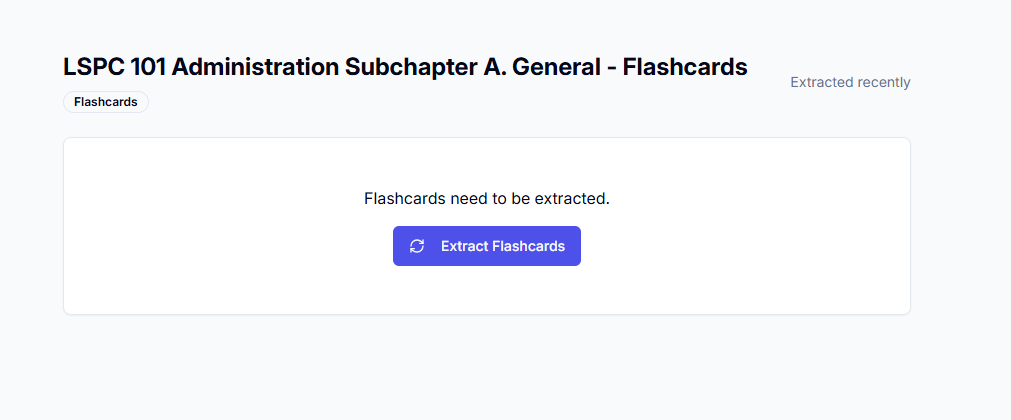 LSPC 101 Administration Subchapter A. General - Flashcards
Extracted recently
Flashcards
Flashcards need to be extracted.
Extract Flashcards